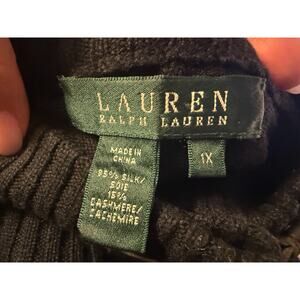 LAUREN
RALPH LAUREN
1X
MADE IN
CHINA
85% SILK/
SOIE
15%
CASHMERE/
CACHEMIRE